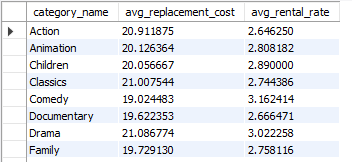 category_name avg_replacement_cost avg_rental_rate
Action 20.911875 2.646250
Animation 20.126364 2.808182
Children 20.056667 2.890000
Classics 21.007544 2.744386
Comedy 19.024483 3.162414
Documentary 19.622353 2.666471
Drama 21.086774 3.022258
Family 19.729130 2.758116